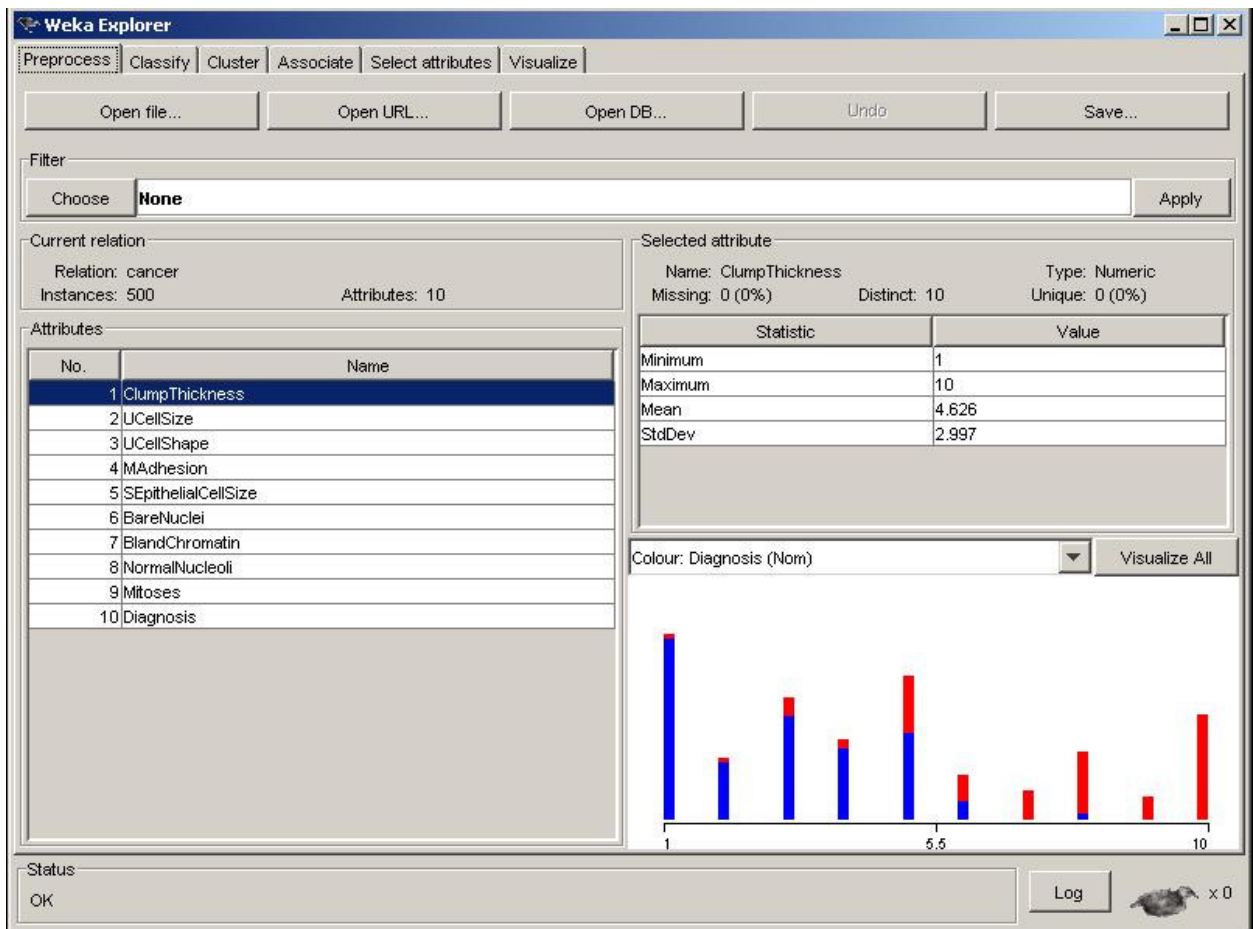 Weka Explorer
Preprocess Classify Cluster Associate Select attributes Visualize
Open file... Open URL... Open DB... Undo Save...
Filter
Choose None Apply
Current relation
Relation: cancer
Instances: 500 Attributes: 10
Attributes
No. Name
1 ClumpThickness
2 UCellSize
3 UCellShape
4 MAdhesion
5 SEpithelialCellSize
6 BareNuclei
7 BlandChromatin
8 NormalNucleoli
9 Mitoses
10 Diagnosis
Selected attribute
Name: ClumpThickness Type: Numeric
Missing: 0 (0%) Distinct: 10 Unique: 0 (0%)
Statistic Value
Minimum 1
Maximum 10
Mean 4.626
StdDev 2.997
Colour: Diagnosis (Nom) Visualize All
1 5.5 10
Status
OK Log x 0